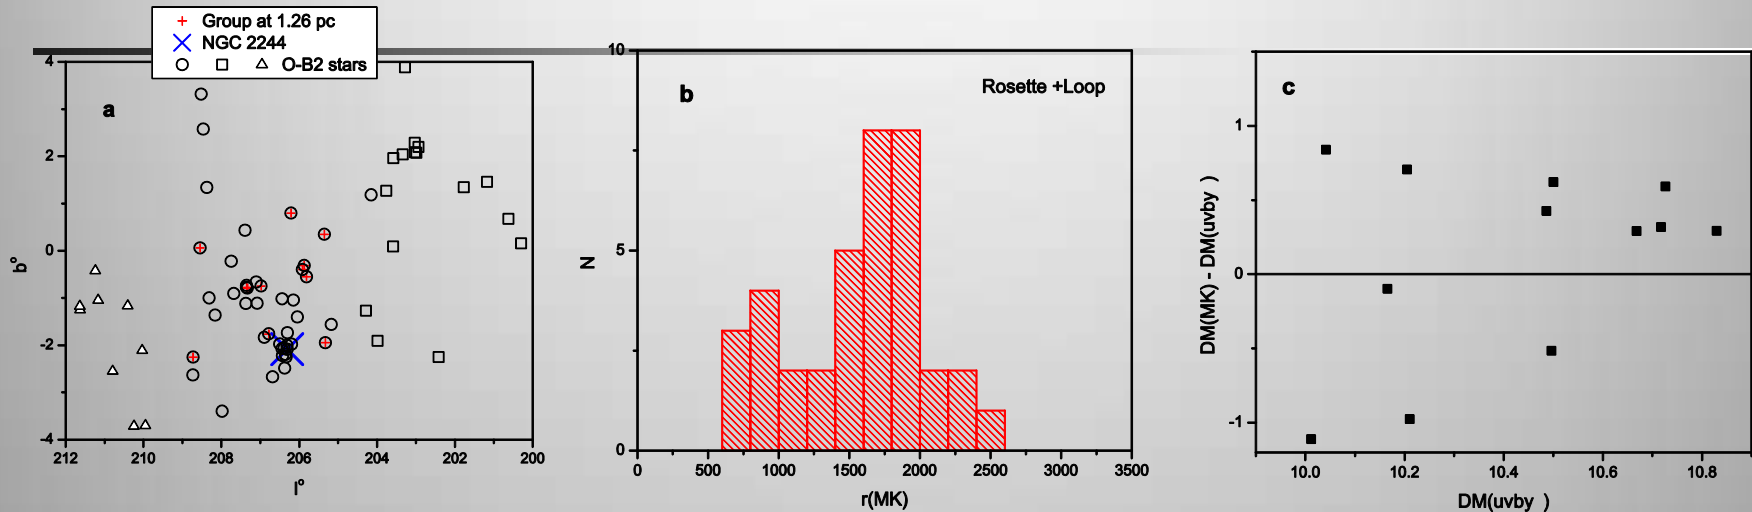 Group at 1.26 pc
NGC 2244
O-B2 stars
a
4
2
0
-2
-4
b°
212 210 208 206 204 202 200
l°
b
Rosette +Loop
10
5
0
N
0 500 1000 1500 2000 2500 3000 3500
r(MK)
c
1
0
-1
DM(MK) - DM(uvby )
10.0 10.2 10.4 10.6 10.8
DM(uvby )